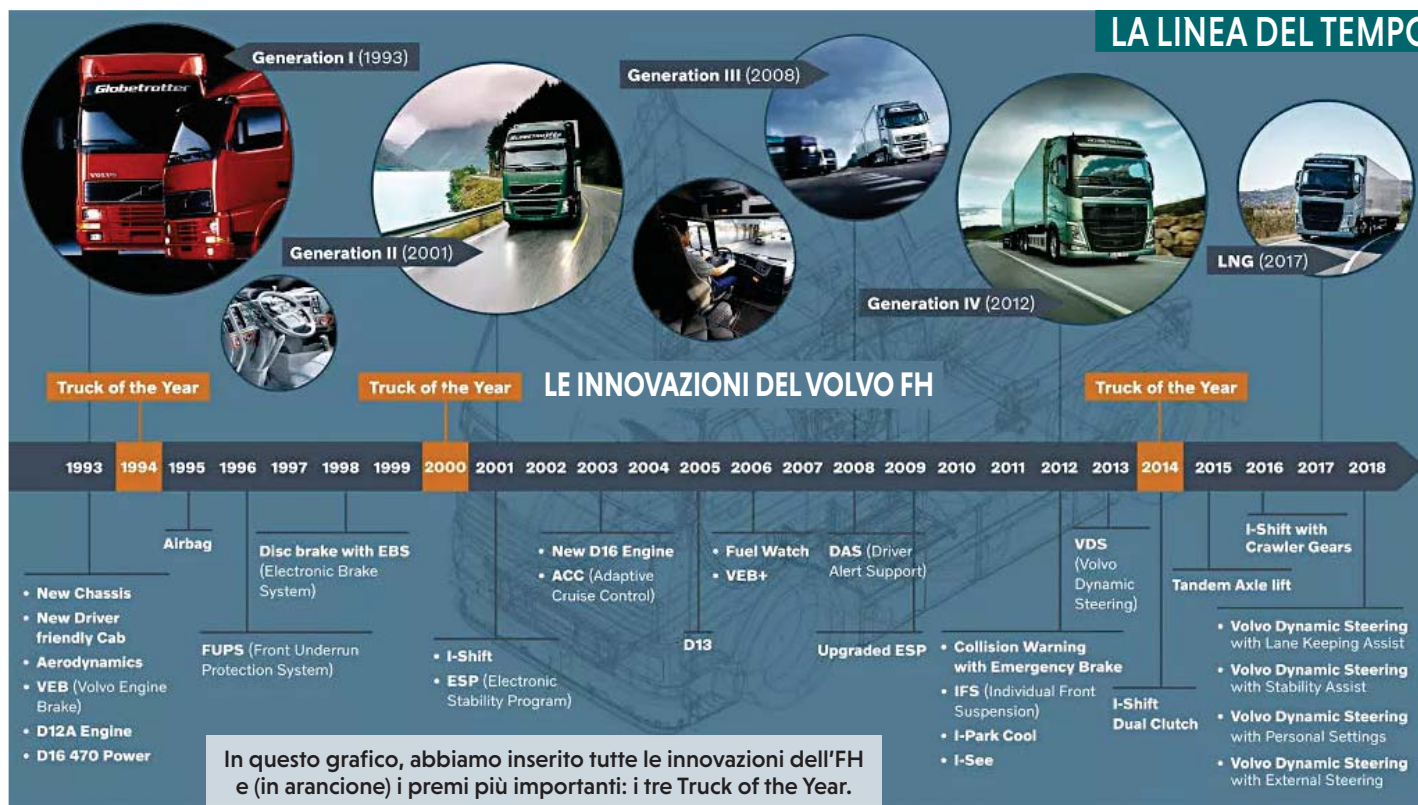 LA LINEA DEL TEMPO
Generation I (1993)
Globetrotter
VOLVO
Generation II (2001)
Generation III (2008)
Generation IV (2012)
LNG (2017)
LE INNOVAZIONI DEL VOLVO FH
Truck of the Year
Truck of the Year
Truck of the Year
1993 1994 1995 1996 1997 1998 1999 2000 2001 2002 2003 2004 2005 2006 2007 2008 2009 2010 2011 2012 2013 2014 2015 2016 2017 2018
• New Chassis
• New Driver
friendly Cab
• Aerodynamics
• VEB (Volvo Engine
Brake)
• D12A Engine
• D16 470 Power
Airbag
FUPS (Front Underrun
Protection System)
Disc brake with EBS
(Electronic Brake
System)
• I-Shift
• ESP (Electronic
Stability Program)
• New D16 Engine
• ACC (Adaptive
Cruise Control)
D13
• Fuel Watch
• VEB+
DAS (Driver
Alert Support)
Upgraded ESP
• Collision Warning
with Emergency Brake
• IFS (Individual Front
Suspension)
• I-Park Cool
• I-See
VDS
(Volvo
Dynamic
Steering)
I-Shift
Dual Clutch
Tandem Axle lift
I-Shift with
Crawler Gears
• Volvo Dynamic Steering
with Lane Keeping Assist
• Volvo Dynamic Steering
with Stability Assist
• Volvo Dynamic Steering
with Personal Settings
• Volvo Dynamic Steering
with External Steering
In questo grafico, abbiamo inserito tutte le innovazioni dell'FH
e (in arancione) i premi più importanti: i tre Truck of the Year.